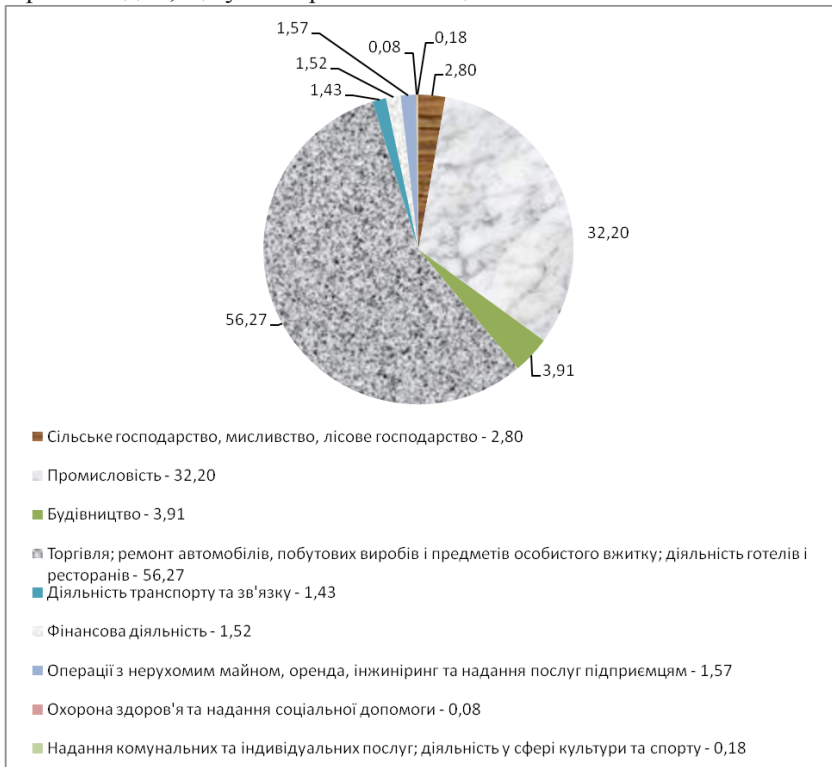 1,57
0,08
0,18
1,52
2,80
1,43
32,20
56,27
3,91
Сільське господарство, мисливство, лісове господарство - 2,80
Промисловість - 32,20
Будівництво - 3,91
Торгівля; ремонт автомобілів, побутових виробів і предметів особистого вжитку; діяльність готелів і
ресторанів - 56,27
Діяльність транспорту та зв'язку - 1,43
Фінансова діяльність - 1,52
Операції з нерухомим майном, оренда, інжиніринг та надання послуг підприємцям - 1,57
Охорона здоров'я та надання соціальної допомоги - 0,08
Надання комунальних та індивідуальних послуг; діяльність у сфері культури та спорту - 0,18